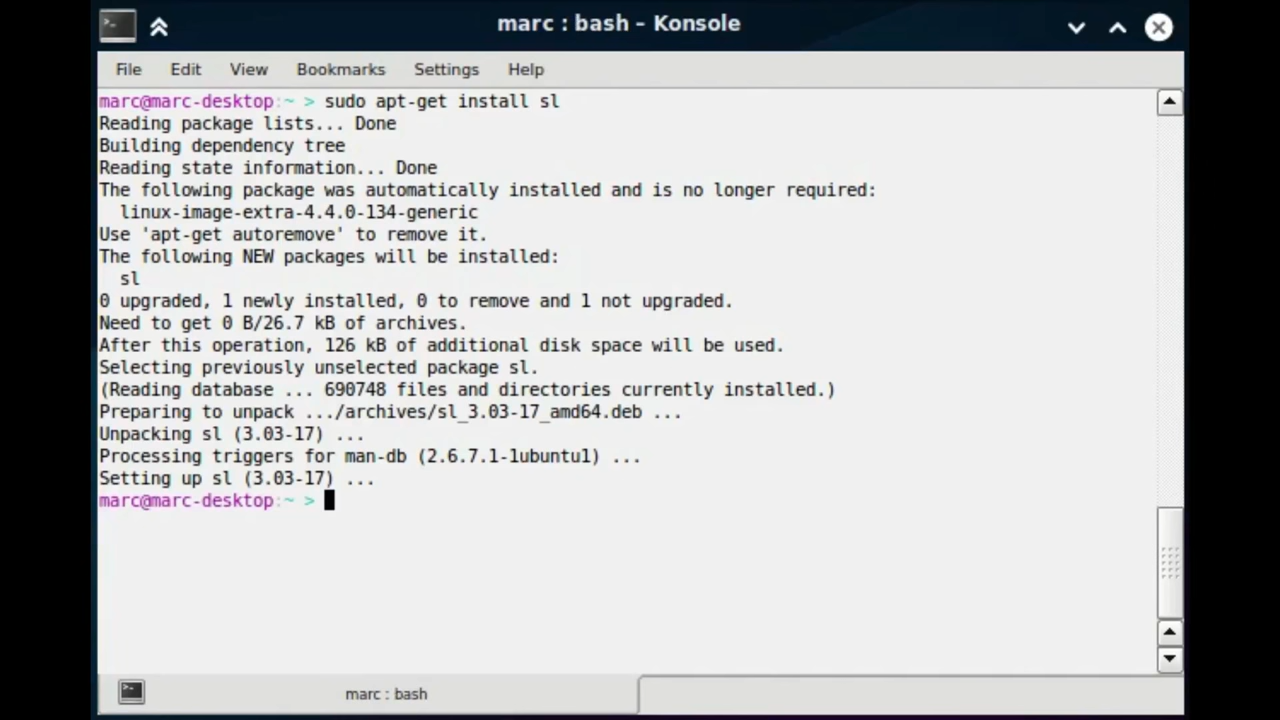 marc : bash – Konsole
File Edit View Bookmarks Settings Help
marc@marc-desktop:~ > sudo apt-get install sl
Reading package lists... Done
Building dependency tree
Reading state information... Done
The following package was automatically installed and is no longer required:
  linux-image-extra-4.4.0-134-generic
Use 'apt-get autoremove' to remove it.
The following NEW packages will be installed:
  sl
0 upgraded, 1 newly installed, 0 to remove and 1 not upgraded.
Need to get 0 B/26.7 kB of archives.
After this operation, 126 kB of additional disk space will be used.
Selecting previously unselected package sl.
(Reading database ... 690748 files and directories currently installed.)
Preparing to unpack .../archives/sl_3.03-17_amd64.deb ...
Unpacking sl (3.03-17) ...
Processing triggers for man-db (2.6.7.1-1ubuntu1) ...
Setting up sl (3.03-17) ...
marc@marc-desktop:~ >
marc : bash